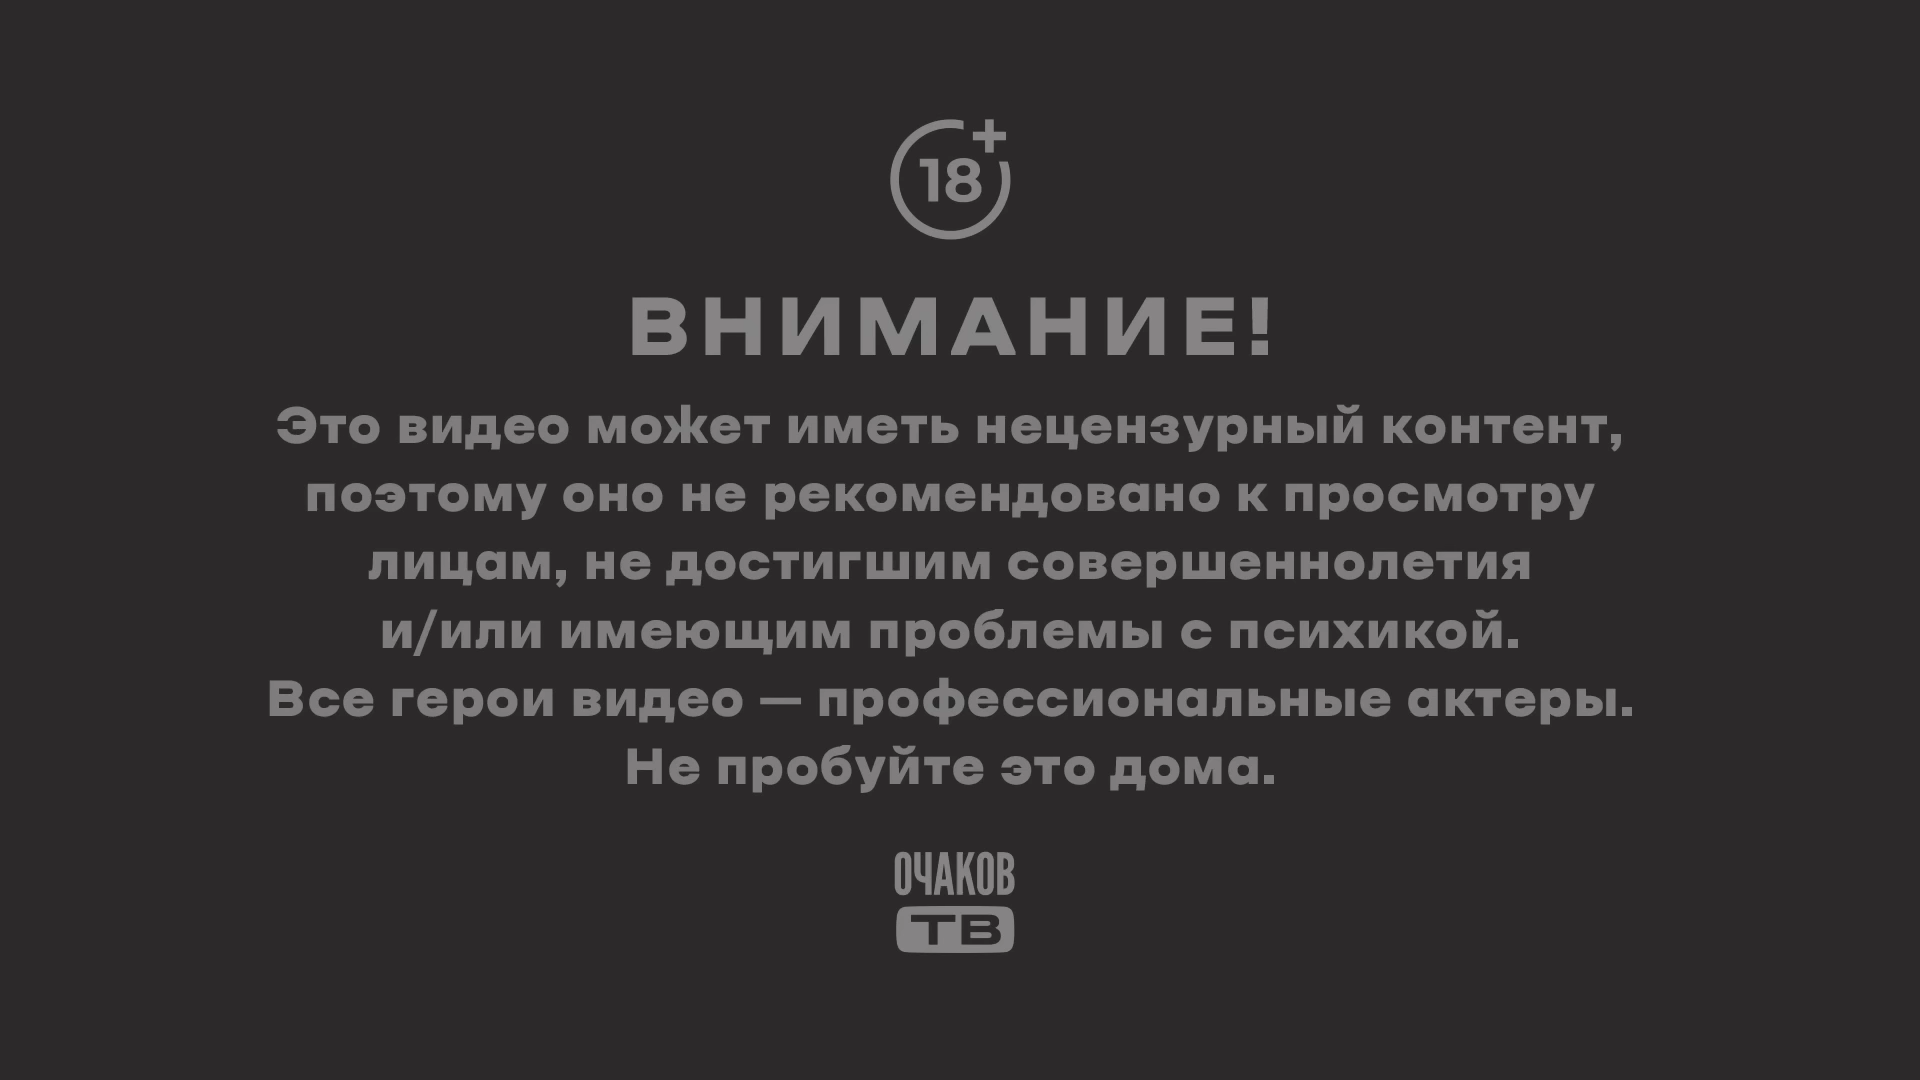 18+
ВНИМАНИЕ!
Это видео может иметь нецензурный контент,
поэтому оно не рекомендовано к просмотру
лицам, не достигшим совершеннолетия
и/или имеющим проблемы с психикой.
Все герои видео — профессиональные актеры.
Не пробуйте это дома.
ОЧАКОВ
ТВ